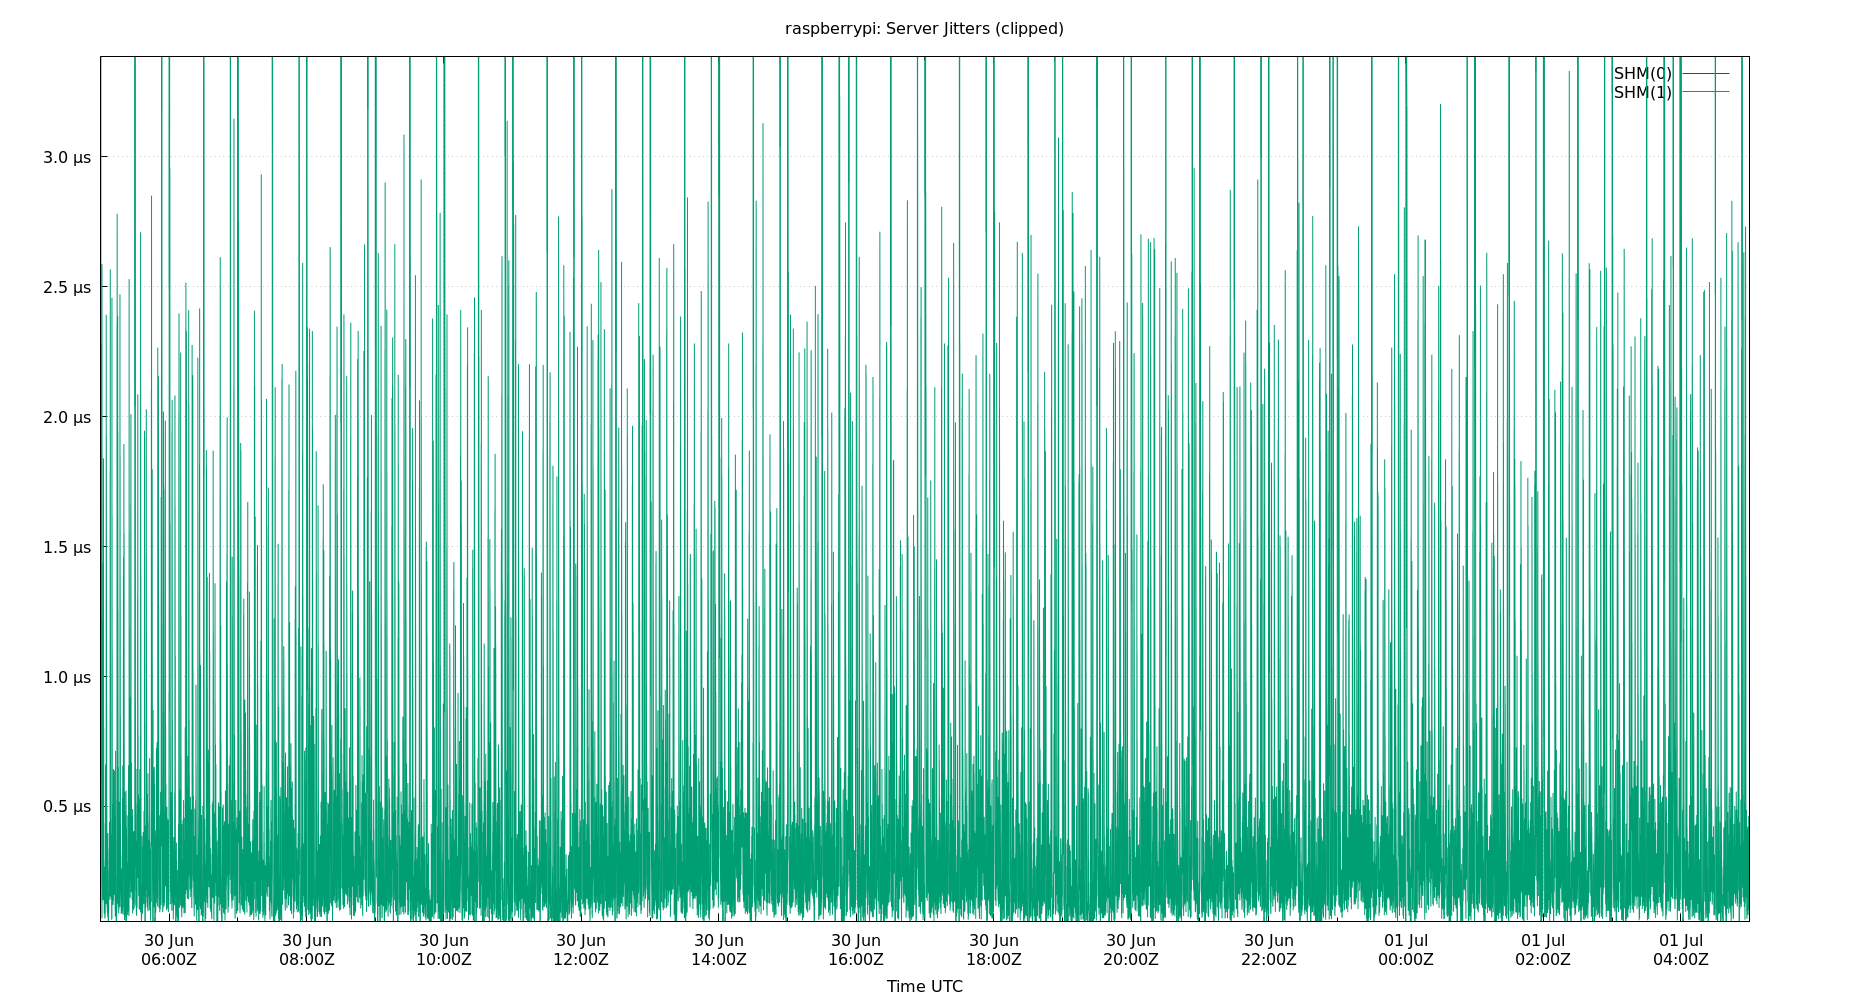 raspberrypi: Server Jitters (clipped)
SHM(0)
SHM(1)
3.0 µs
2.5 µs
2.0 µs
1.5 µs
1.0 µs
0.5 µs
30 Jun 30 Jun 30 Jun 30 Jun 30 Jun 30 Jun 30 Jun 30 Jun 30 Jun 01 Jul 01 Jul 01 Jul
06:00Z 08:00Z 10:00Z 12:00Z 14:00Z 16:00Z 18:00Z 20:00Z 22:00Z 00:00Z 02:00Z 04:00Z
Time UTC